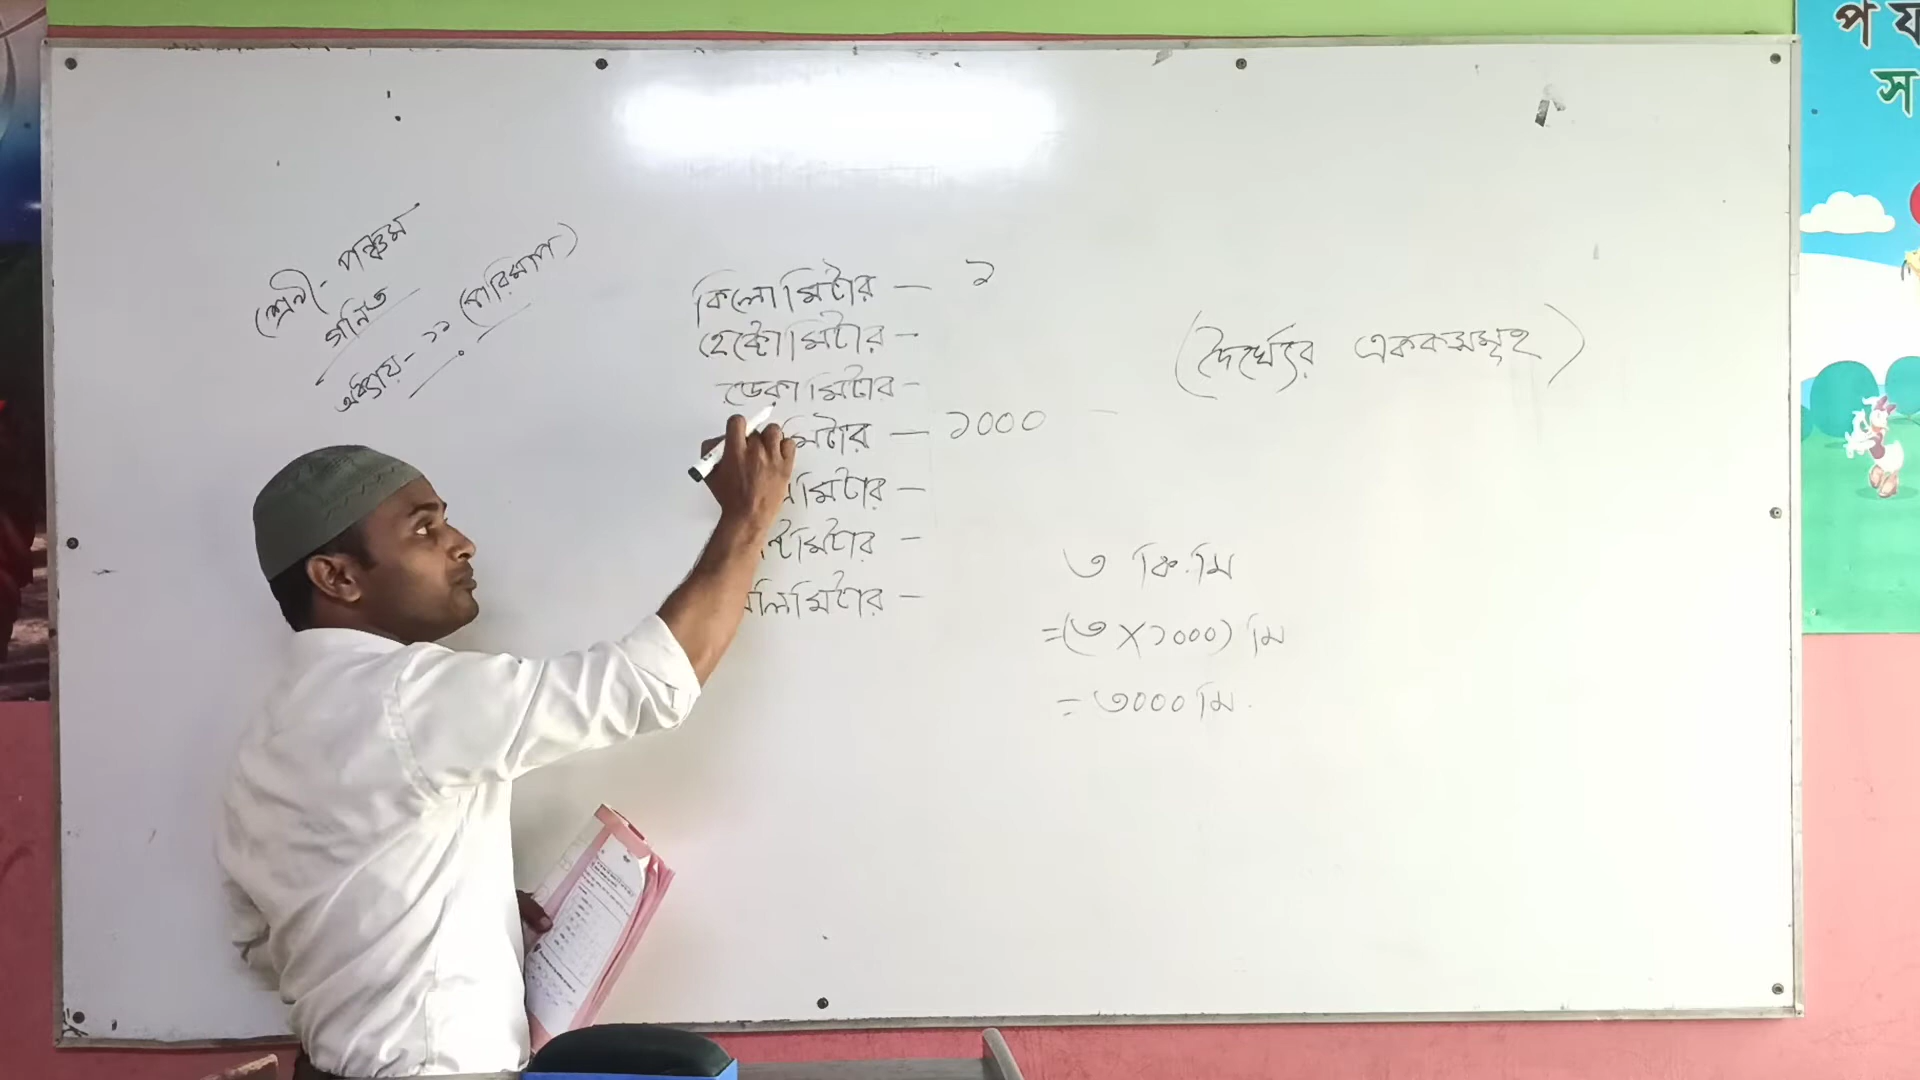 শ্রেনী- পঞ্চম
গনিত
অধ্যায়- ১১ (পরিমাপ)
কিলোমিটার — ১
হেক্টোমিটার -
ডেকামিটার -
মিটার — ১০০০
মিটার -
মিটার -
লিমিটার -
(দৈর্ঘ্যের এককসমূহ)
৩ কি.মি
=(৩ X ১০০০) মি
= ৩০০০ মি.
প য
স